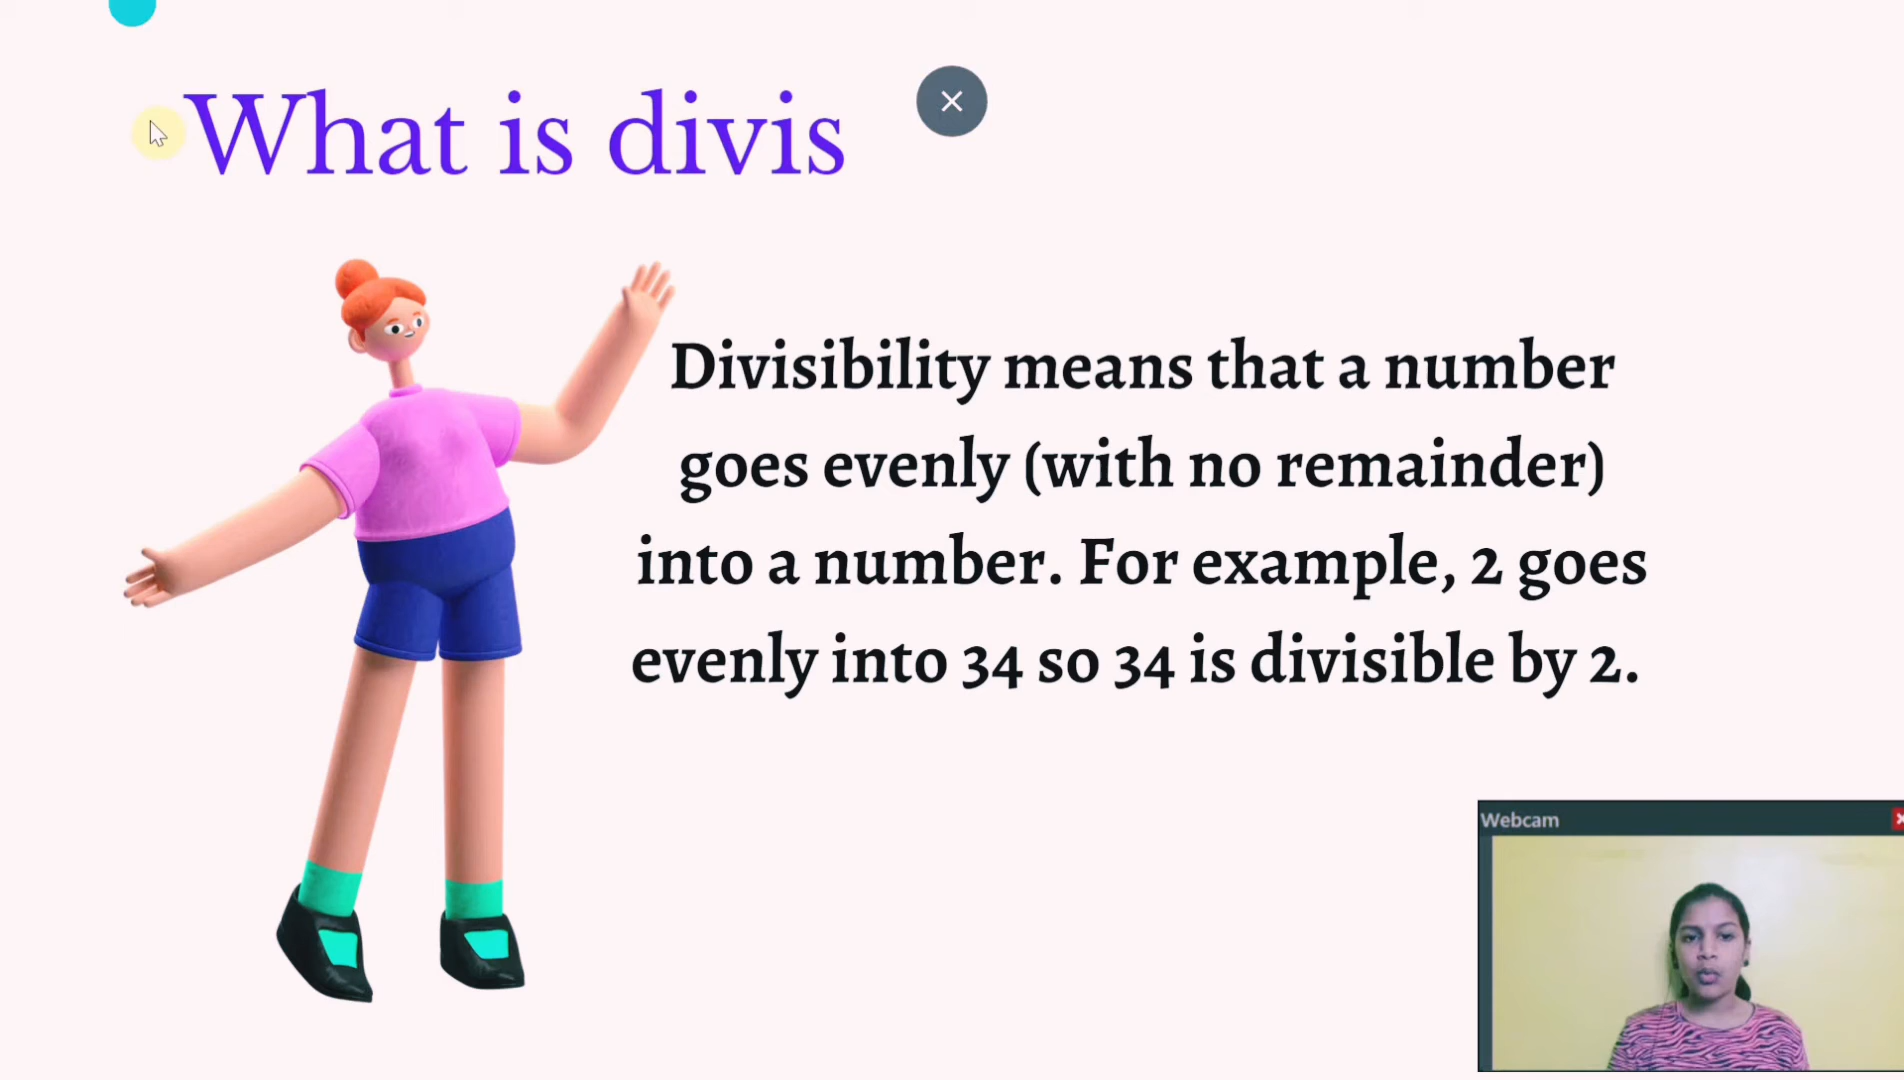 What is divis
Divisibility means that a number
goes evenly (with no remainder)
into a number. For example, 2 goes
evenly into 34 so 34 is divisible by 2.
Webcam